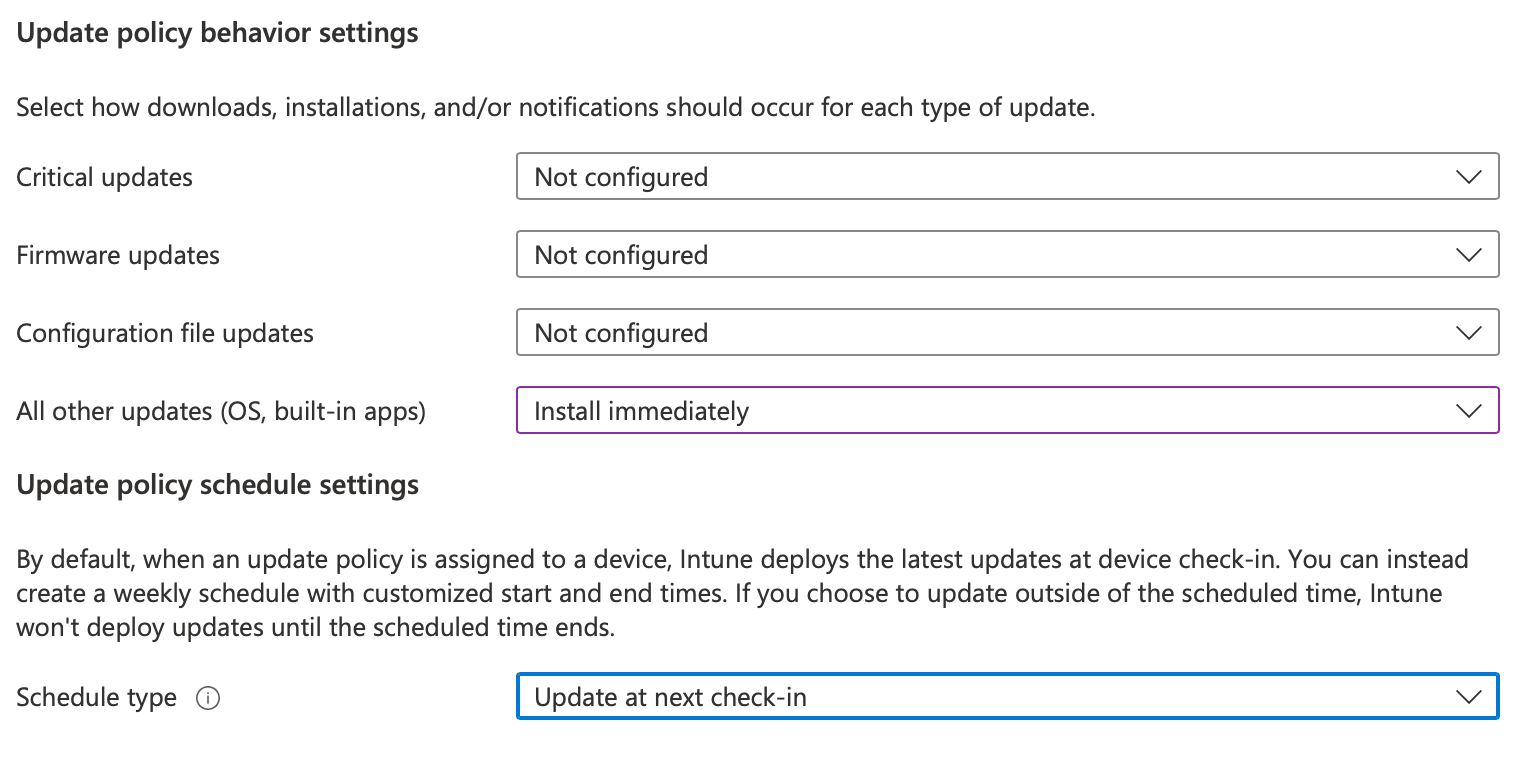 Update policy behavior settings
Select how downloads, installations, and/or notifications should occur for each type of update.
Critical updates Not configured
Firmware updates Not configured
Configuration file updates Not configured
All other updates (OS, built-in apps) Install immediately
Update policy schedule settings
By default, when an update policy is assigned to a device, Intune deploys the latest updates at device check-in. You can instead
create a weekly schedule with customized start and end times. If you choose to update outside of the scheduled time, Intune
won't deploy updates until the scheduled time ends.
Schedule type Update at next check-in